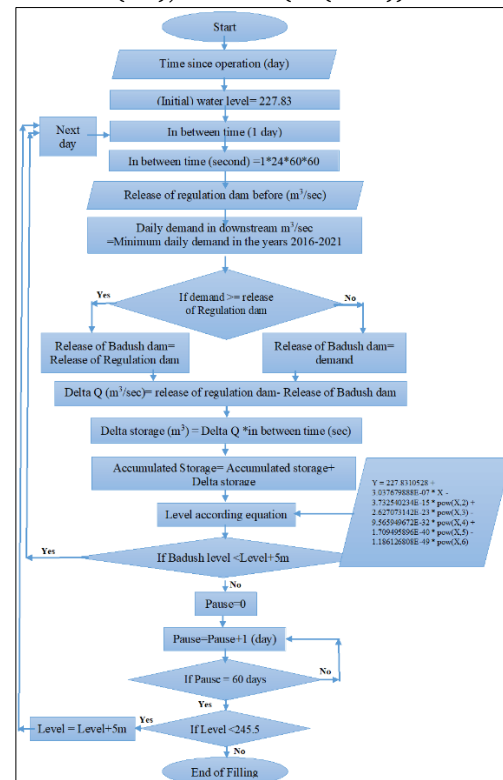 Start
Time since operation (day)
(Initial) water level= 227.83
Next
day
In between time (1 day)
In between time (second) =1*24*60*60
Release of regulation dam before (m³/sec)
Daily demand in downstream m³/sec
=Minimum daily demand in the years 2016-2021
Yes
If demand >= release
of Regulation dam
No
Release of Badush dam=
Release of Regulation dam
Release of Badush dam=
demand
Delta Q (m³/sec)= release of regulation dam- Release of Badush dam
Delta storage (m³) = Delta Q *in between time (sec)
Accumulated Storage= Accumulated storage+
Delta storage
Level according equation
Y = 227.8310528 +
3.037679888E-07 * X -
3.732540234E-15 * pow(X,2) +
2.627073112E-23 * pow(X,3) -
9.565949672E-32 * pow(X,4) +
1.709495896E-40 * pow(X,5) -
1.186126808E-49 * pow(X,6)
Yes
If Badush level <Level+5m
No
Pause=0
Pause=Pause+1 (day)
If Pause = 60 days
No
Yes
Level = Level+5m
Yes
If Level <245.5
No
End of Filling